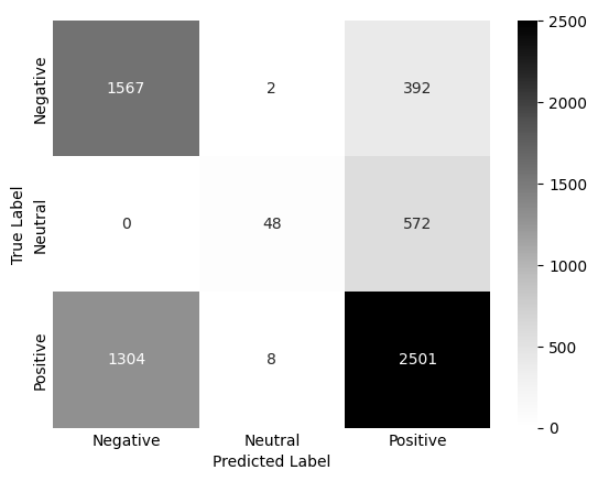 2500
Negative
1567
2
392
2000
1500
True Label
Neutral
0
48
572
1000
Positive
1304
8
2501
500
0
Negative
Neutral
Positive
Predicted Label